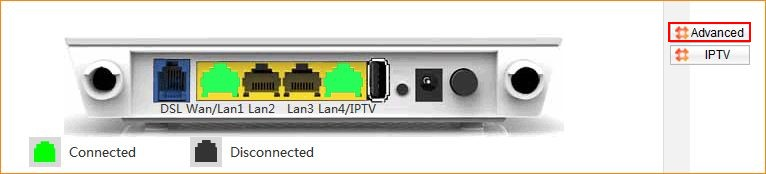 Advanced
IPTV
DSL Wan/Lan1 Lan2 Lan3 Lan4/IPTV
Connected Disconnected